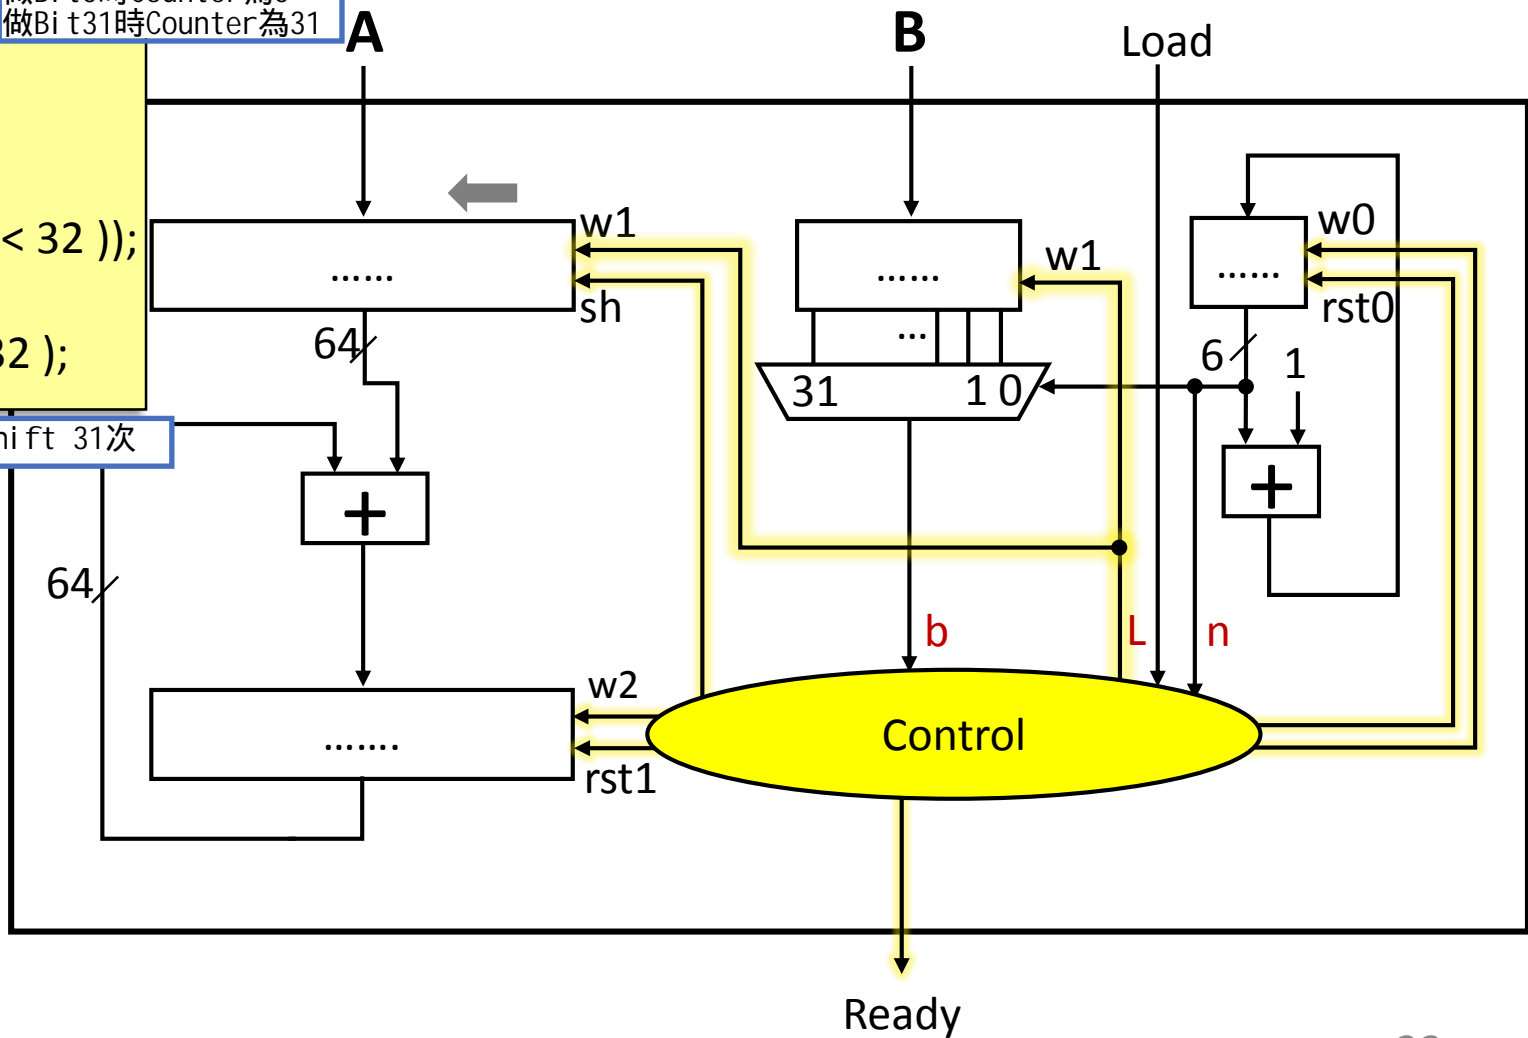 做Bit31時Counter為31
A
B
Load
< 32 ));
w1
sh
......
......
w1
......
w0
rst0
64
...
31
1 0
6
1
32 );
shift 31次
+
+
64
b
L
n
w2
rst1
.......
Control
Ready